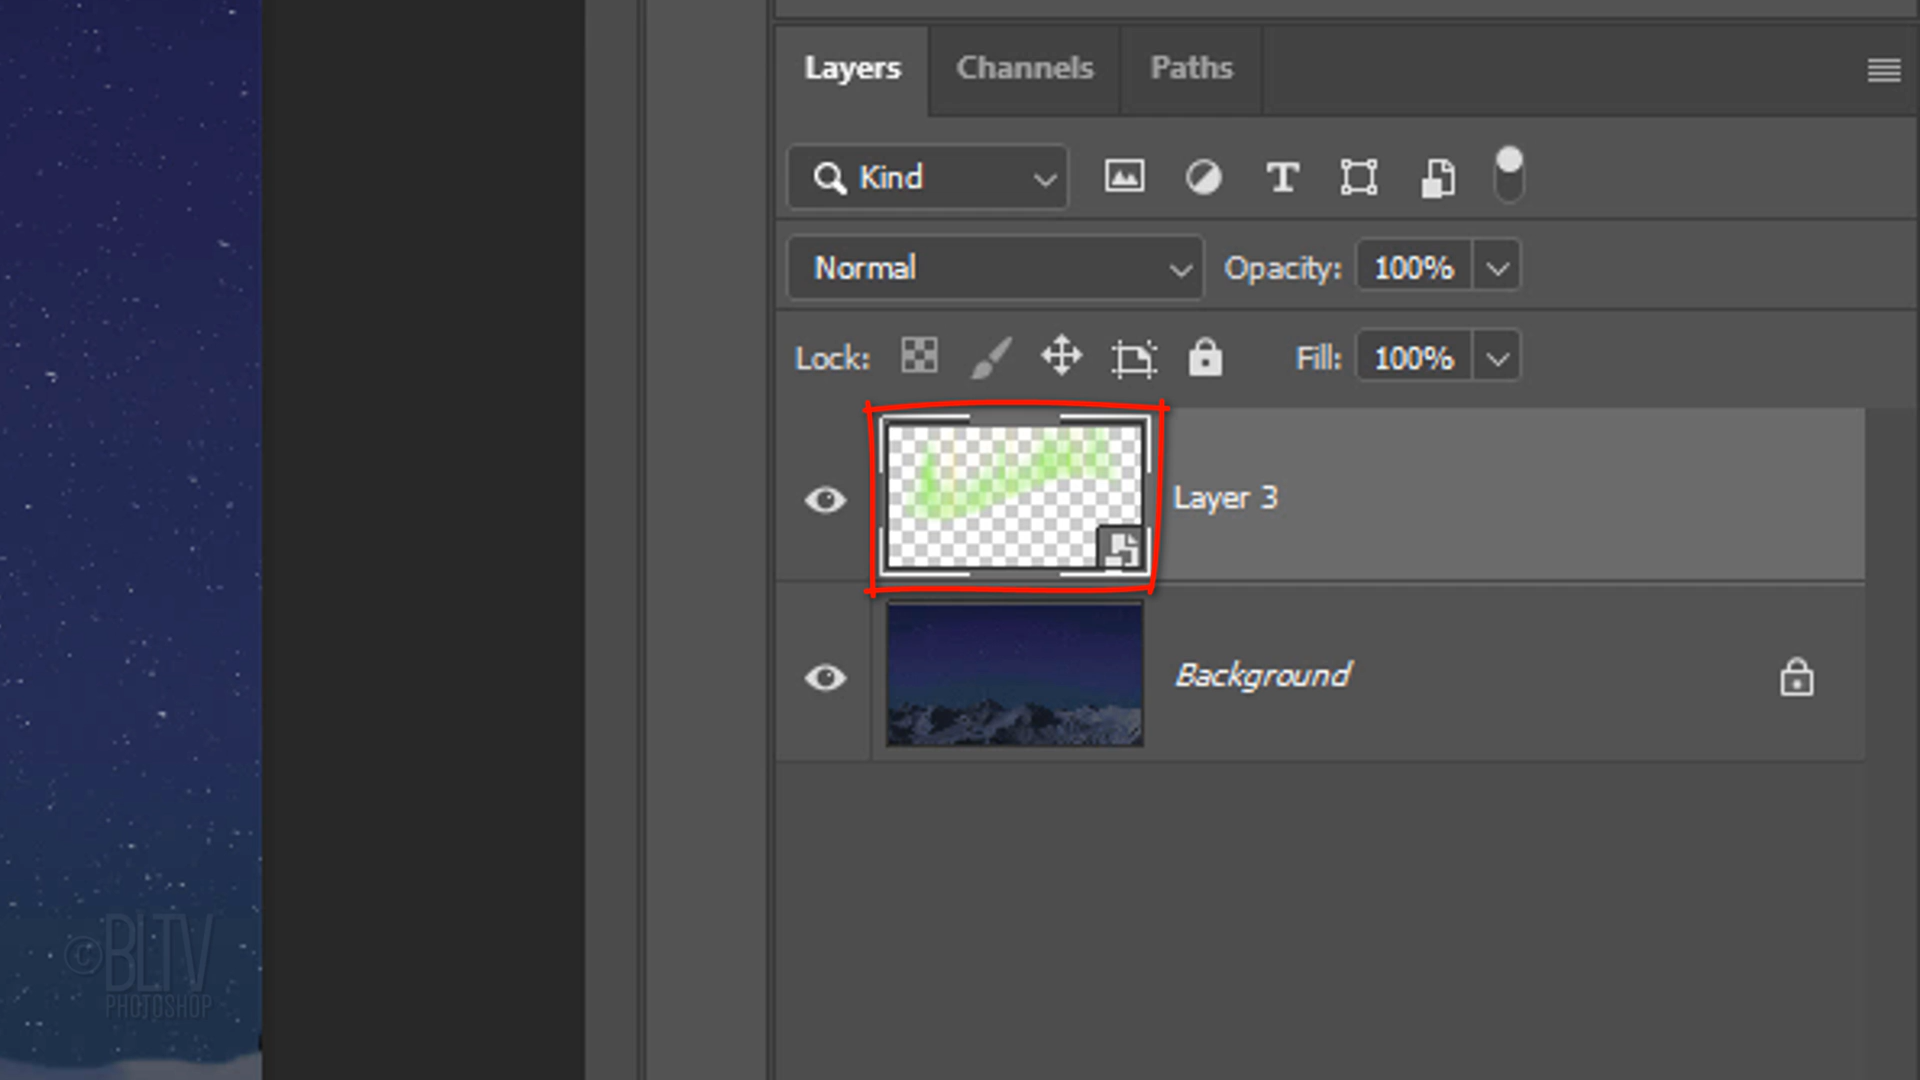 Layers Channels Paths
Kind
Normal Opacity: 100%
Lock: Fill: 100%
Layer 3
Background
©BLTV
PHOTOSHOP